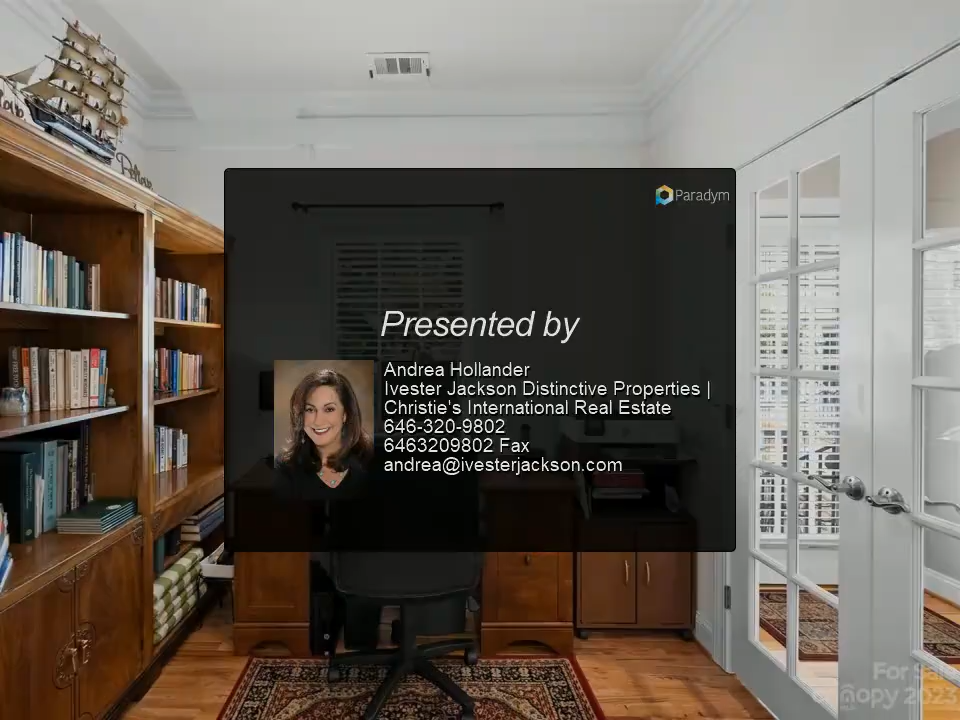 Paradym
Presented by
Andrea Hollander
Ivester Jackson Distinctive Properties |
Christie's International Real Estate
646-320-9802
6463209802 Fax
andrea@ivesterjackson.com